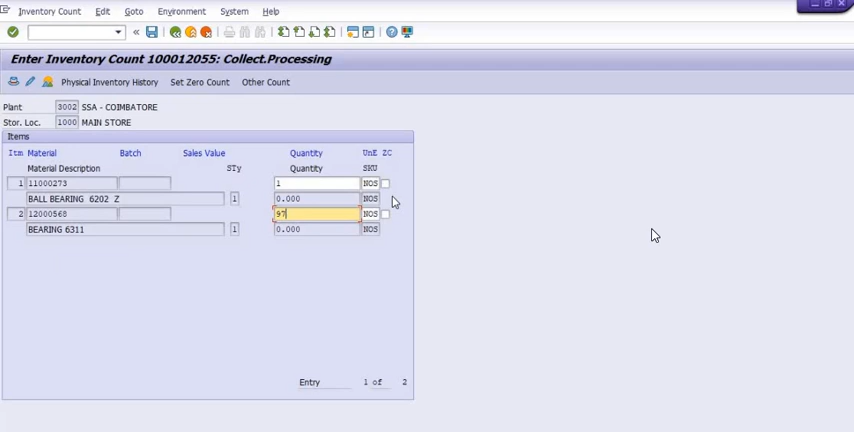 Inventory Count Edit Goto Environment System Help
Enter Inventory Count 100012055: Collect.Processing
Physical Inventory History Set Zero Count Other Count
Plant 3002 SSA - COIMBATORE
Stor. Loc. 1000 MAIN STORE
Items
Itm Material Batch Sales Value Quantity UnE ZC
Material Description STy Quantity SKU
1 11000273 1 NOS
BALL BEARING 6202 Z 1 0.000 NOS
2 12000568 97 NOS
BEARING 6311 1 0.000 NOS
Entry 1 of 2